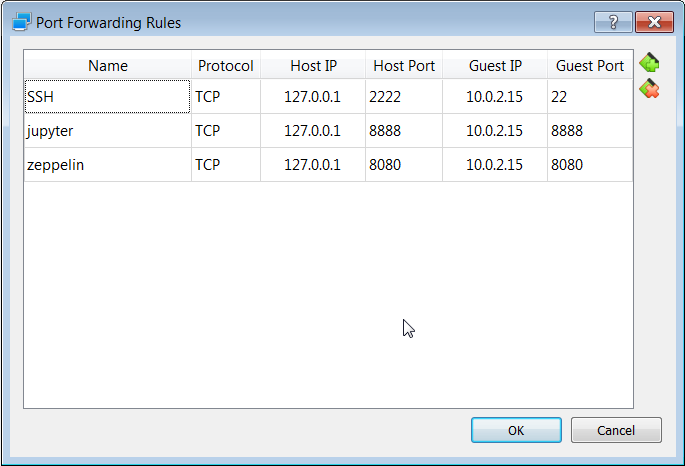 Port Forwarding Rules
?
Name Protocol Host IP Host Port Guest IP Guest Port
SSH TCP 127.0.0.1 2222 10.0.2.15 22
jupyter TCP 127.0.0.1 8888 10.0.2.15 8888
zeppelin TCP 127.0.0.1 8080 10.0.2.15 8080
OK Cancel